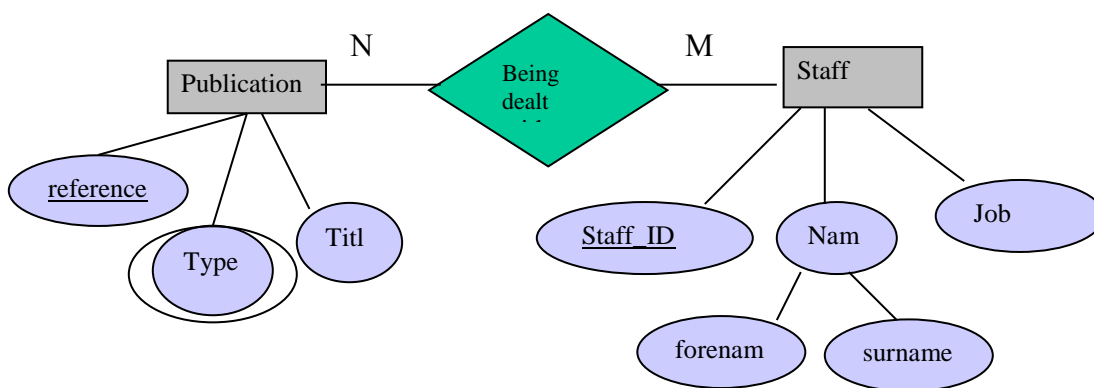 N
M
Publication
Being
dealt
Staff
reference
Type
Titl
Staff_ID
Nam
Job
forenam
surname